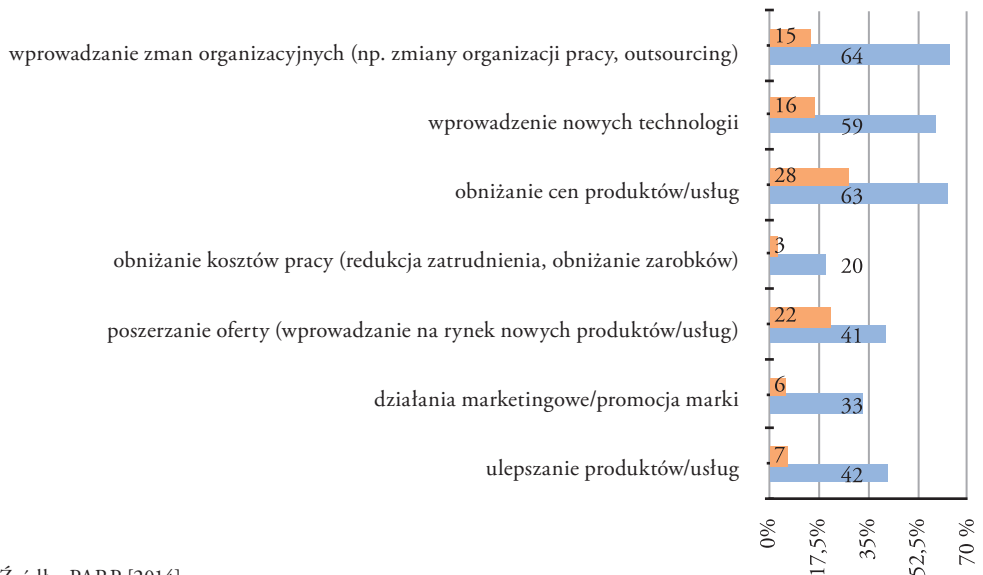 15
wprowadzanie zman organizacyjnych (np. zmiany organizacji pracy, outsourcing)
64
16
wprowadzenie nowych technologii
59
28
obniżanie cen produktów/usług
63
3
obniżanie kosztów pracy (redukcja zatrudnienia, obniżanie zarobków)
20
22
poszerzanie oferty (wprowadzanie na rynek nowych produktów/usług)
41
6
działania marketingowe/promocja marki
33
7
ulepszanie produktów/usług
42
0%
17,5%
35%
52,5%
70 %
PARP [2016]